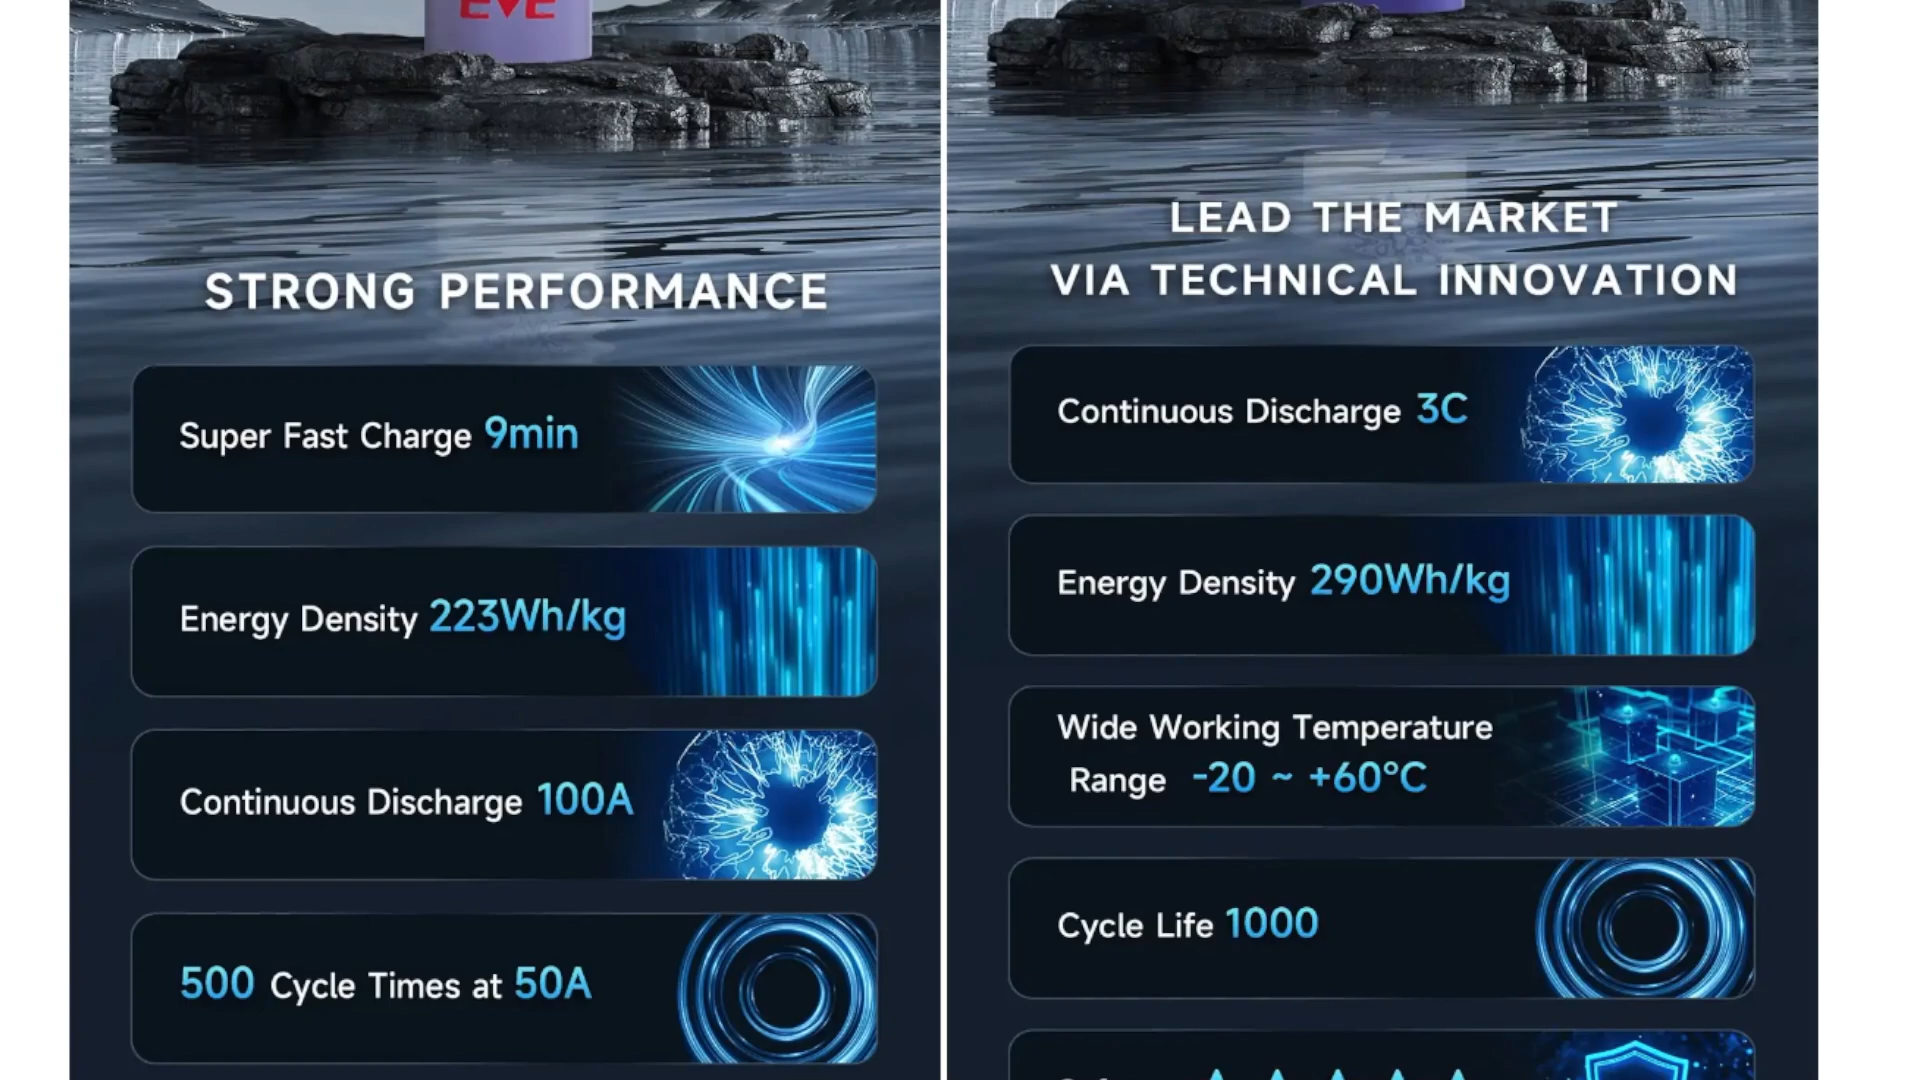 EVE
STRONG PERFORMANCE
Super Fast Charge 9min
Energy Density 223Wh/kg
Continuous Discharge 100A
500 Cycle Times at 50A
LEAD THE MARKET
VIA TECHNICAL INNOVATION
Continuous Discharge 3C
Energy Density 290Wh/kg
Wide Working Temperature
Range -20 ~ +60°C
Cycle Life 1000